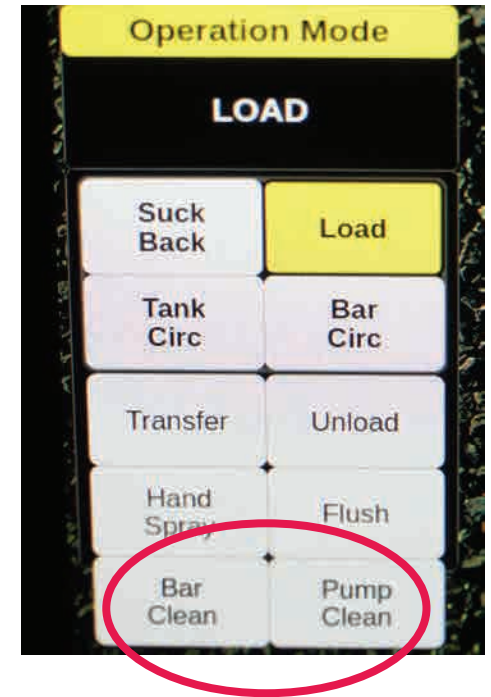 Operation Mode
LOAD
Suck
Back
Load
Tank
Circ
Bar
Circ
Transfer
Unload
Hand
Spray
Flush
Bar
Clean
Pump
Clean